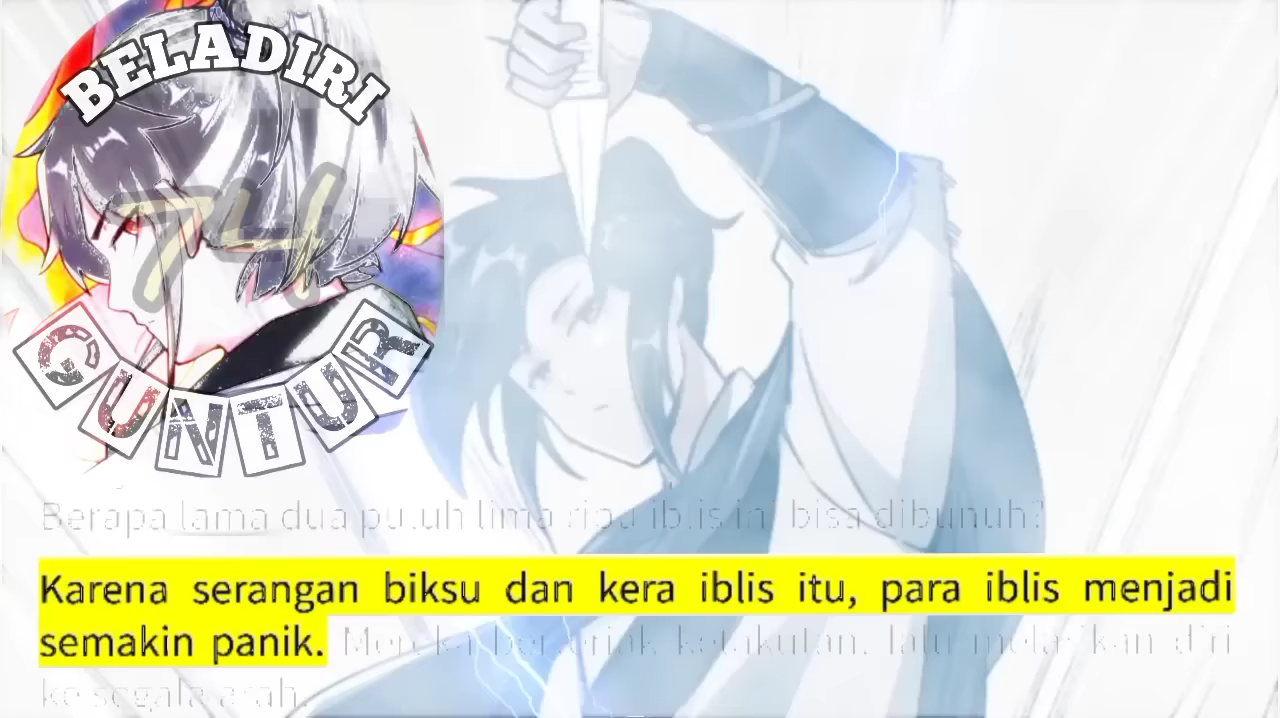 BELADIRI
74
GUNTUR
Berapa lama dua puluh lima ribu iblis ini bisa dibunuh?
Karena serangan biksu dan kera iblis itu, para iblis menjadi
semakin panik. Mereka berteriak ketakutan, lalu melarikan diri
ke segala arah.